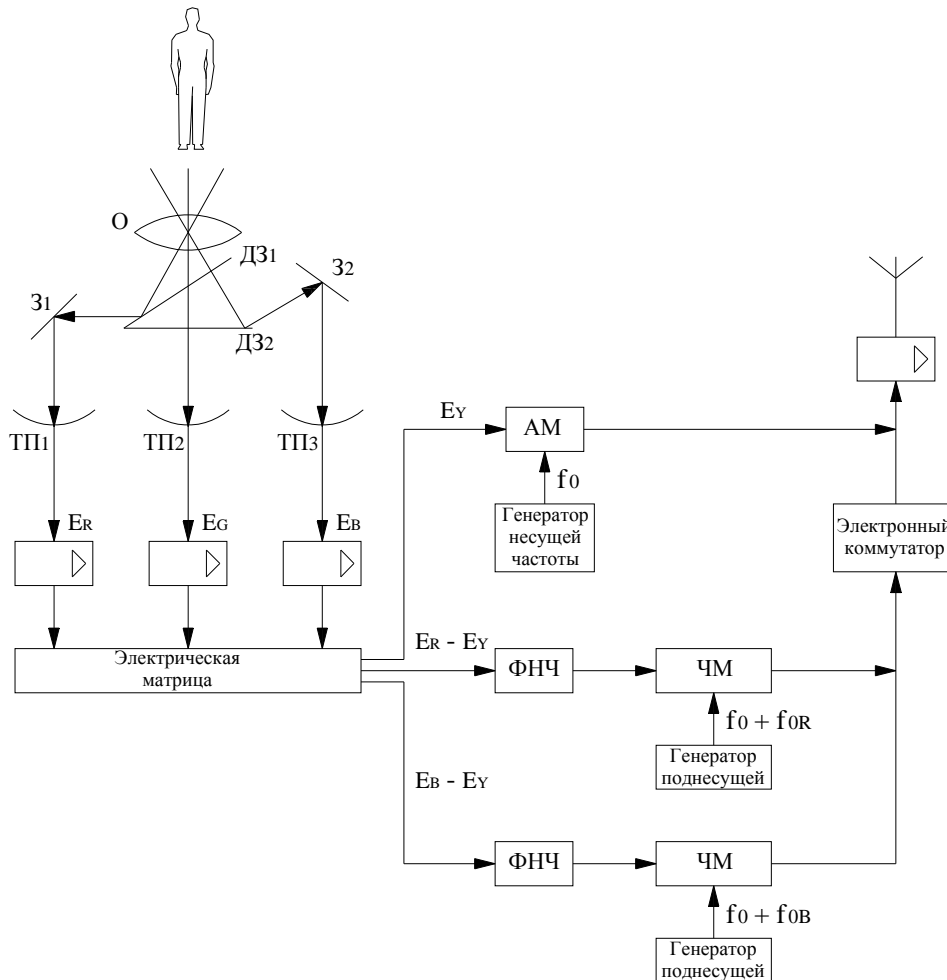 О
ДЗ1
З2
З1
ДЗ2
ТП1
ТП2
ТП3
EY
АМ
f0
ER
EG
EB
Генератор
несущей
частоты
Электронный
коммутатор
Электрическая
матрица
ER - EY
ФНЧ
ЧМ
f0 + f0R
Генератор
поднесущей
EB - EY
ФНЧ
ЧМ
f0 + f0B
Генератор
поднесущей